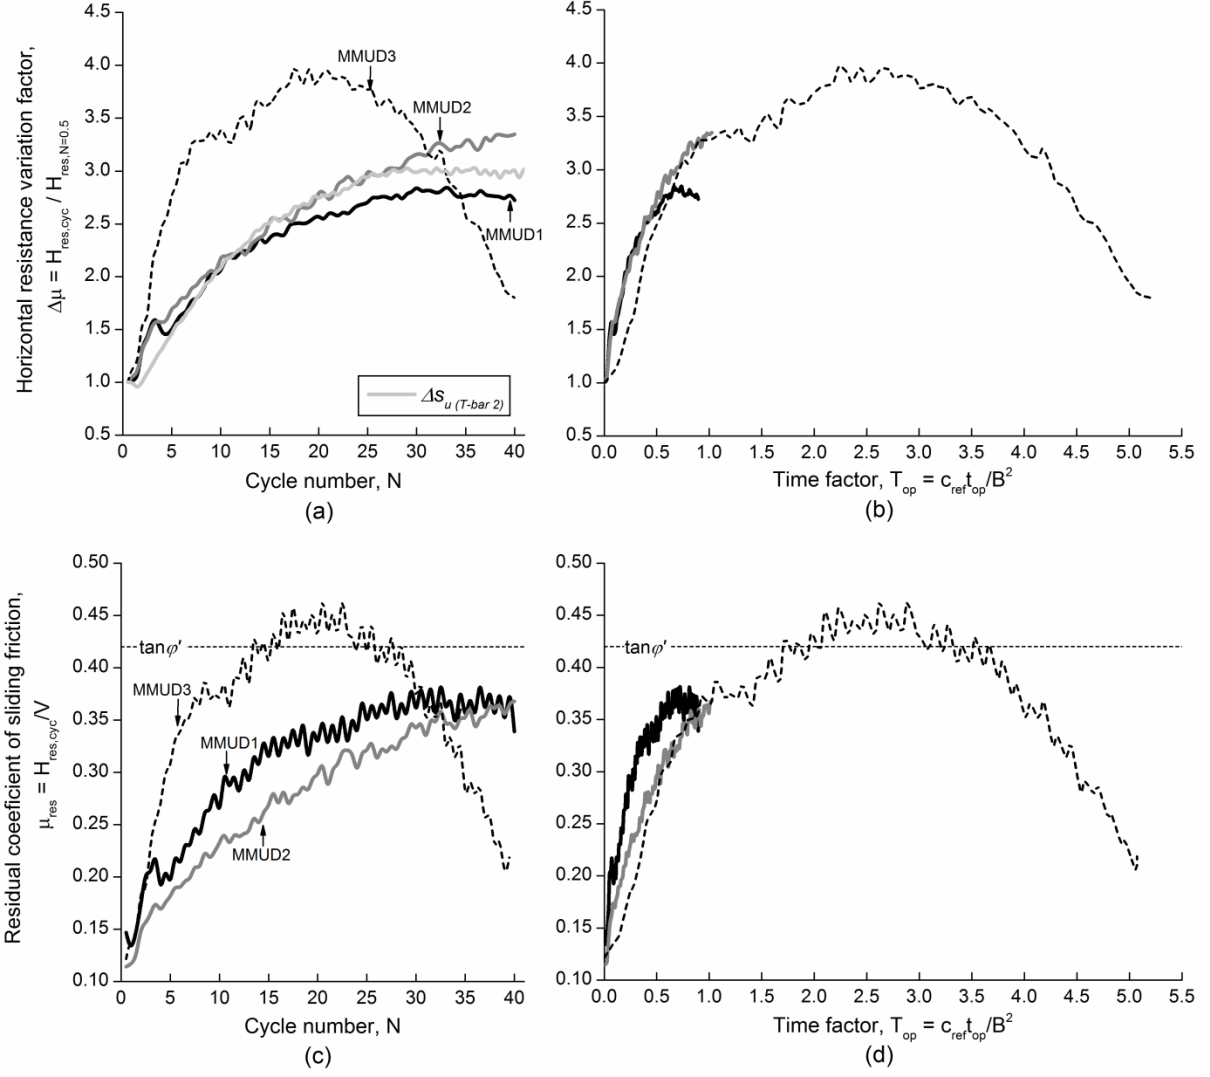 4.5
4.0
3.5
3.0
2.5
2.0
1.5
1.0
0.5
Horizontal resistance variation factor,
Δμ = H_res,cyc / H_res,N=0.5
MMUD3
MMUD2
MMUD1
Δs_u (T-bar 2)
0 5 10 15 20 25 30 35 40
Cycle number, N
(a)
4.5
4.0
3.5
3.0
2.5
2.0
1.5
1.0
0.5
0.0 0.5 1.0 1.5 2.0 2.5 3.0 3.5 4.0 4.5 5.0 5.5
Time factor, T_op = c_ref t_op/B²
(b)
0.50
0.45
0.40
0.35
0.30
0.25
0.20
0.15
0.10
Residual coeeficient of sliding friction,
μ_res = H_res,cyc/V
tanφ'
MMUD3
MMUD1
MMUD2
0 5 10 15 20 25 30 35 40
Cycle number, N
(c)
0.50
0.45
0.40
0.35
0.30
0.25
0.20
0.15
0.10
tanφ'
0.0 0.5 1.0 1.5 2.0 2.5 3.0 3.5 4.0 4.5 5.0 5.5
Time factor, T_op = c_ref t_op/B²
(d)